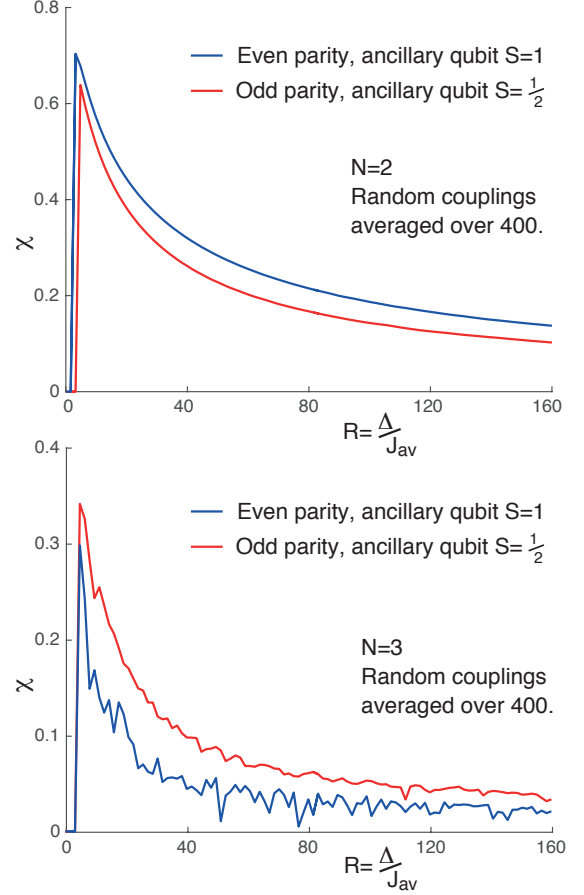 0.8
Even parity, ancillary qubit S=1
Odd parity, ancillary qubit S= 1/2
0.6
N=2
Random couplings
averaged over 400.
0.4
χ
0.2
0
0 40 80 120 160
R= Δ/J_av
0.4
Even parity, ancillary qubit S=1
Odd parity, ancillary qubit S= 1/2
0.3
N=3
Random couplings
averaged over 400.
0.2
χ
0.1
0
0 40 80 120 160
R= Δ/J_av